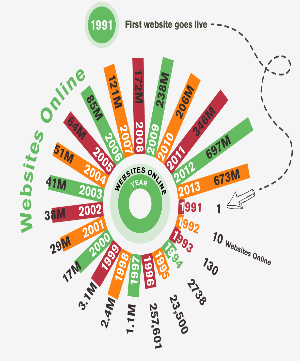 1991 First website goes live
Websites Online
WEBSITES ONLINE
YEAR
1991 1
1992 10 Websites Online
1993 130
1994 2738
1995 23,500
1996 257,601
1997 1.1M
1998 2.4M
1999 3.1M
2000 17M
2001 29M
2002 38M
2003 41M
2004 51M
2005 64M
2006 85M
2007 121M
2008 172M
2009 238M
2010 206M
2011 346M
2012 697M
2013 673M